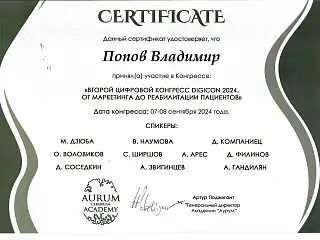 CERTIFICATE
Данный сертификат удостоверяет, что
Попов Владимир
принял(а) участие в Конгрессе:
«ВТОРОЙ ЦИФРОВОЙ КОНГРЕСС DIGICON 2024.
ОТ МАРКЕТИНГА ДО РЕАБИЛИТАЦИИ ПАЦИЕНТОВ»
Дата конгресса: 07-08 сентября 2024 года.
СПИКЕРЫ:
М. ДЗЮБА В. НАУМОВА Д. КОМПАНИЕЦ
О. ВОЛОВИКОВ С. ШИРШОВ А. АРЕС Д. ФИЛИНОВ
Д. СОСЕДКИН А. ЗВИГИНЦЕВ А. ГАНДИЛЯН
AURUM
ACADEMY
Артур Поджигант
Генеральный директор
Академии "Аурум"